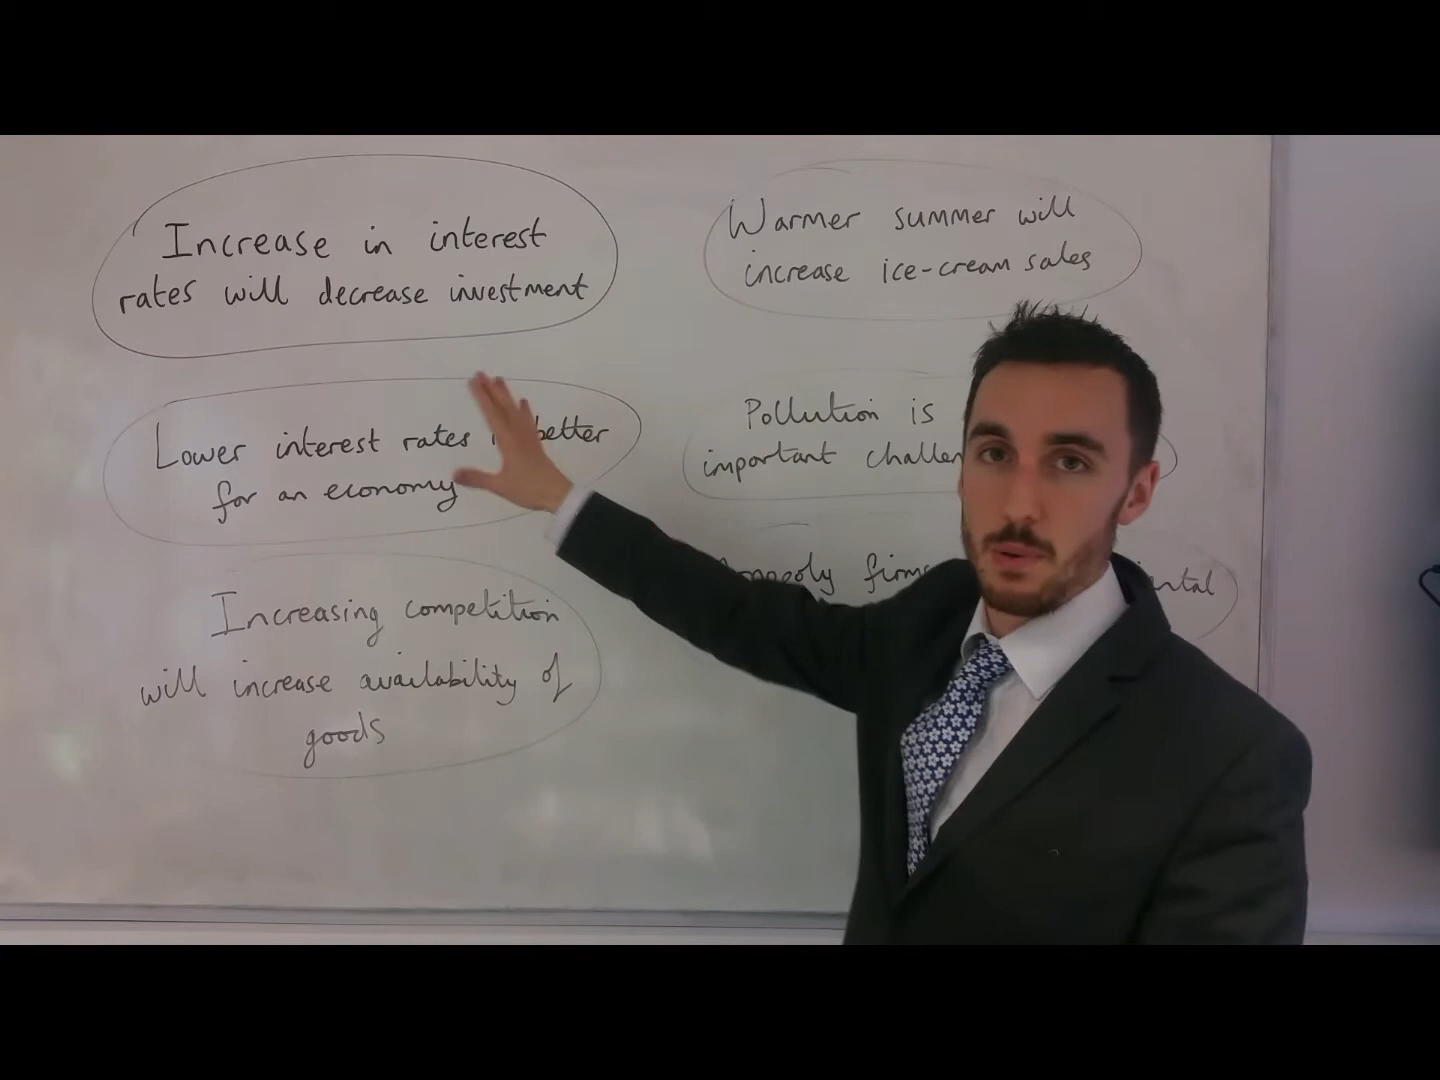 Increase in interest
rates will decrease investment
Lower interest rates better
for an economy
Increasing competition
will increase availability of
goods
Warmer summer will
increase ice-cream sales
Pollution is
important
firms